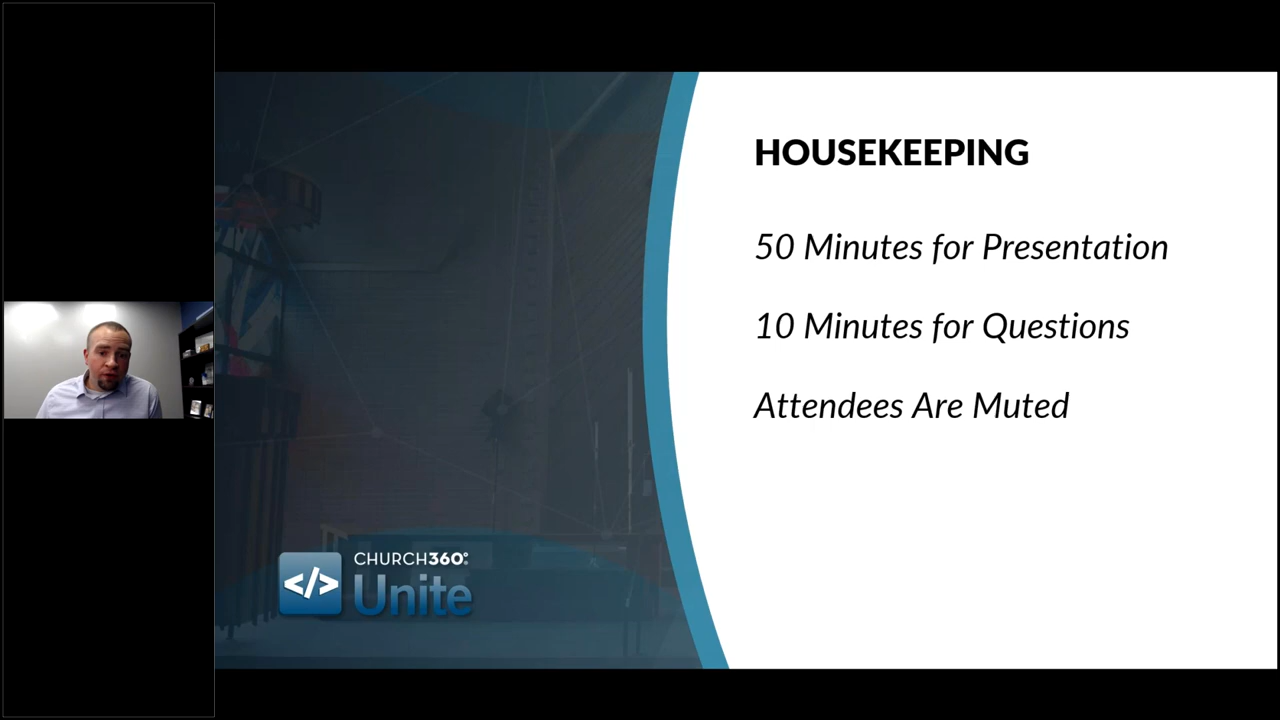 HOUSEKEEPING
50 Minutes for Presentation
10 Minutes for Questions
Attendees Are Muted
</> CHURCH360°
Unite